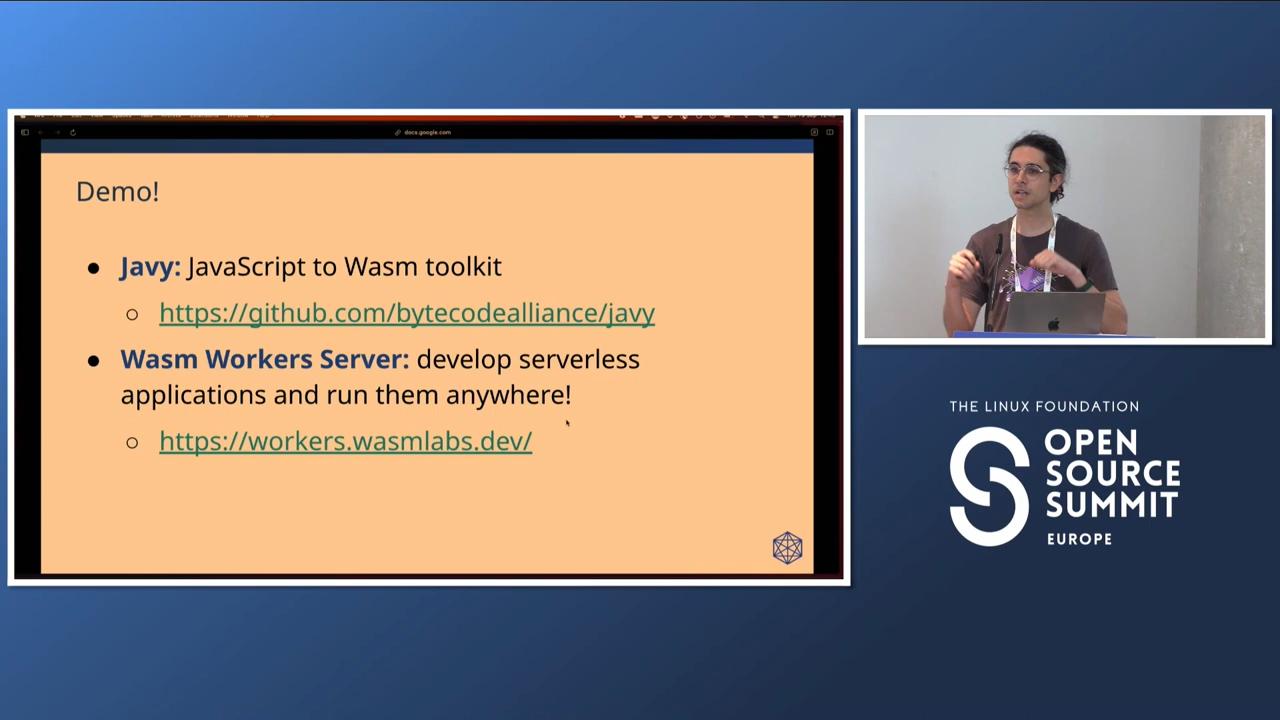 docs.google.com
Demo!
● Javy: JavaScript to Wasm toolkit
○ https://github.com/bytecodealliance/javy
● Wasm Workers Server: develop serverless
applications and run them anywhere!
○ https://workers.wasmlabs.dev/
THE LINUX FOUNDATION
OPEN
SOURCE
SUMMIT
EUROPE